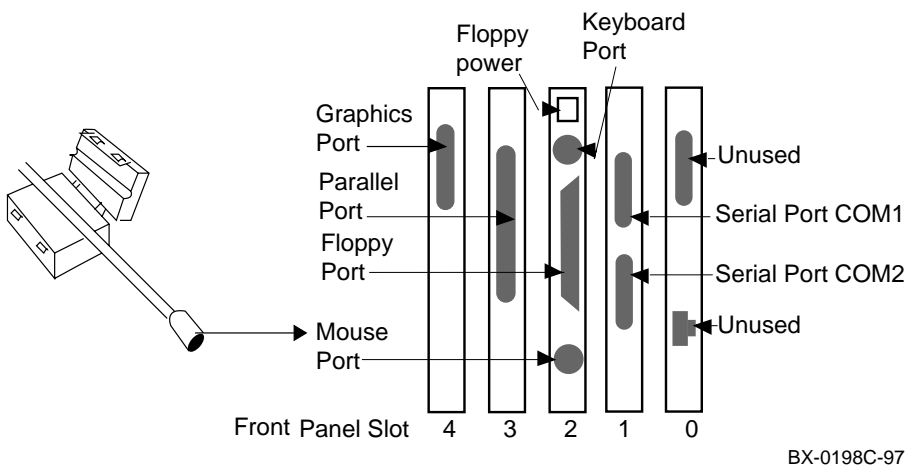 Floppy
power
Keyboard
Port
Graphics
Port
Parallel
Port
Floppy
Port
Mouse
Port
Unused
Serial Port COM1
Serial Port COM2
Unused
Front Panel Slot 4 3 2 1 0
BX-0198C-97